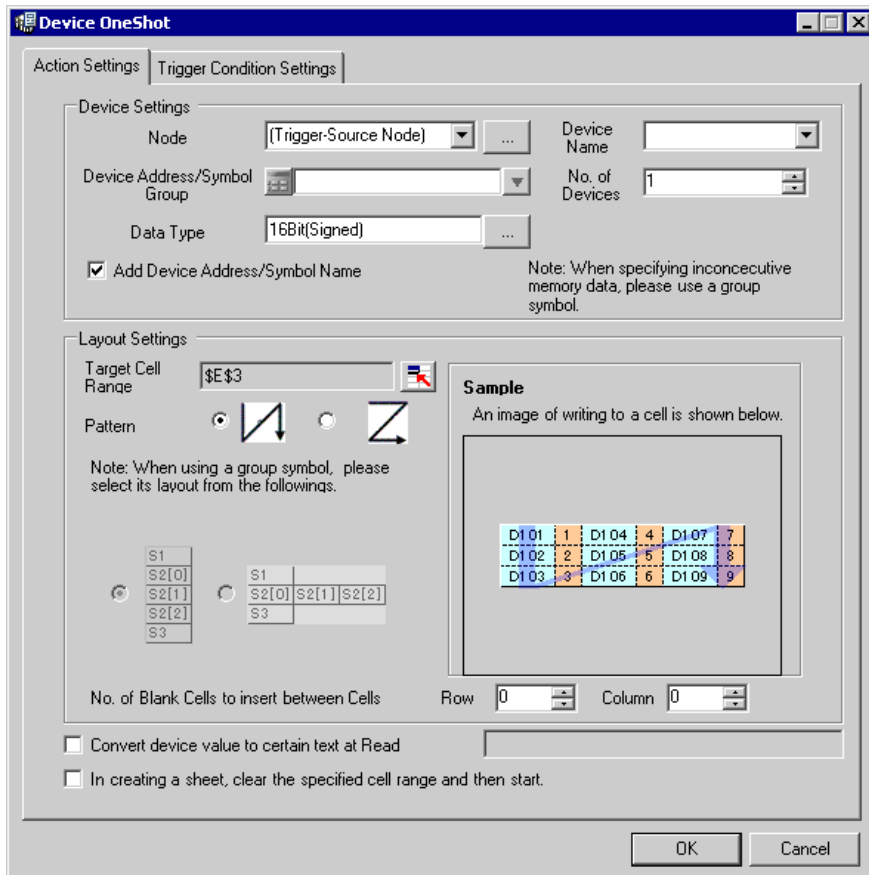 Device OneShot
Action Settings
Trigger Condition Settings
Device Settings
Node
(Trigger-Source Node)
...
Device
Name
Device Address/Symbol
Group
No. of
Devices
1
Data Type
16Bit(Signed)
...
Add Device Address/Symbol Name
Note: When specifying inconcecutive
memory data, please use a group
symbol.
Layout Settings
Target Cell
Range
$E$3
Pattern
Note: When using a group symbol, please
select its layout from the followings.
S1
S2[0]
S2[1]
S2[2]
S3
S1
S2[0] S2[1] S2[2]
S3
Sample
An image of writing to a cell is shown below.
D101 1 D104 4 D107 7
D102 2 D105 5 D108 8
D103 3 D106 6 D109 9
No. of Blank Cells to insert between Cells
Row
0
Column
0
Convert device value to certain text at Read
In creating a sheet, clear the specified cell range and then start.
OK
Cancel